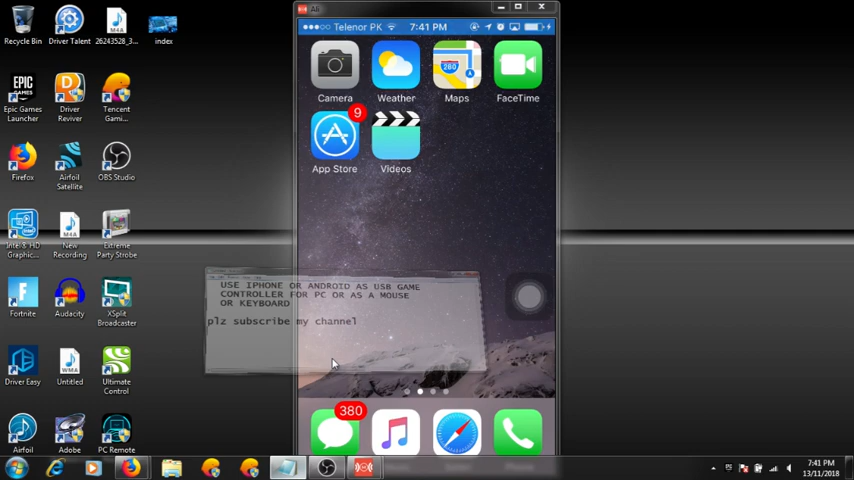 Ali
Telenor PK 7:41 PM
Recycle Bin
Driver Talent
26243528_3...
index
Camera
Weather
280
Maps
FaceTime
EPIC
GAMES
Epic Games
Launcher
Driver
Reviver
Tencent
Gami...
9
App Store
Videos
Firefox
Airfoil
Satellite
OBS Studio
Intel® HD
Graphic...
M4A
New
Recording
Extreme
Party Strobe
USE IPHONE OR ANDROID AS USB GAME
CONTROLLER FOR PC OR AS A MOUSE
OR KEYBOARD
plz subscribe my channel
Fortnite
Audacity
XSplit
Broadcaster
Driver Easy
WMA
Untitled
Ultimate
Control
380
Airfoil
Adobe
PC Remote
7:41 PM
13/11/2018